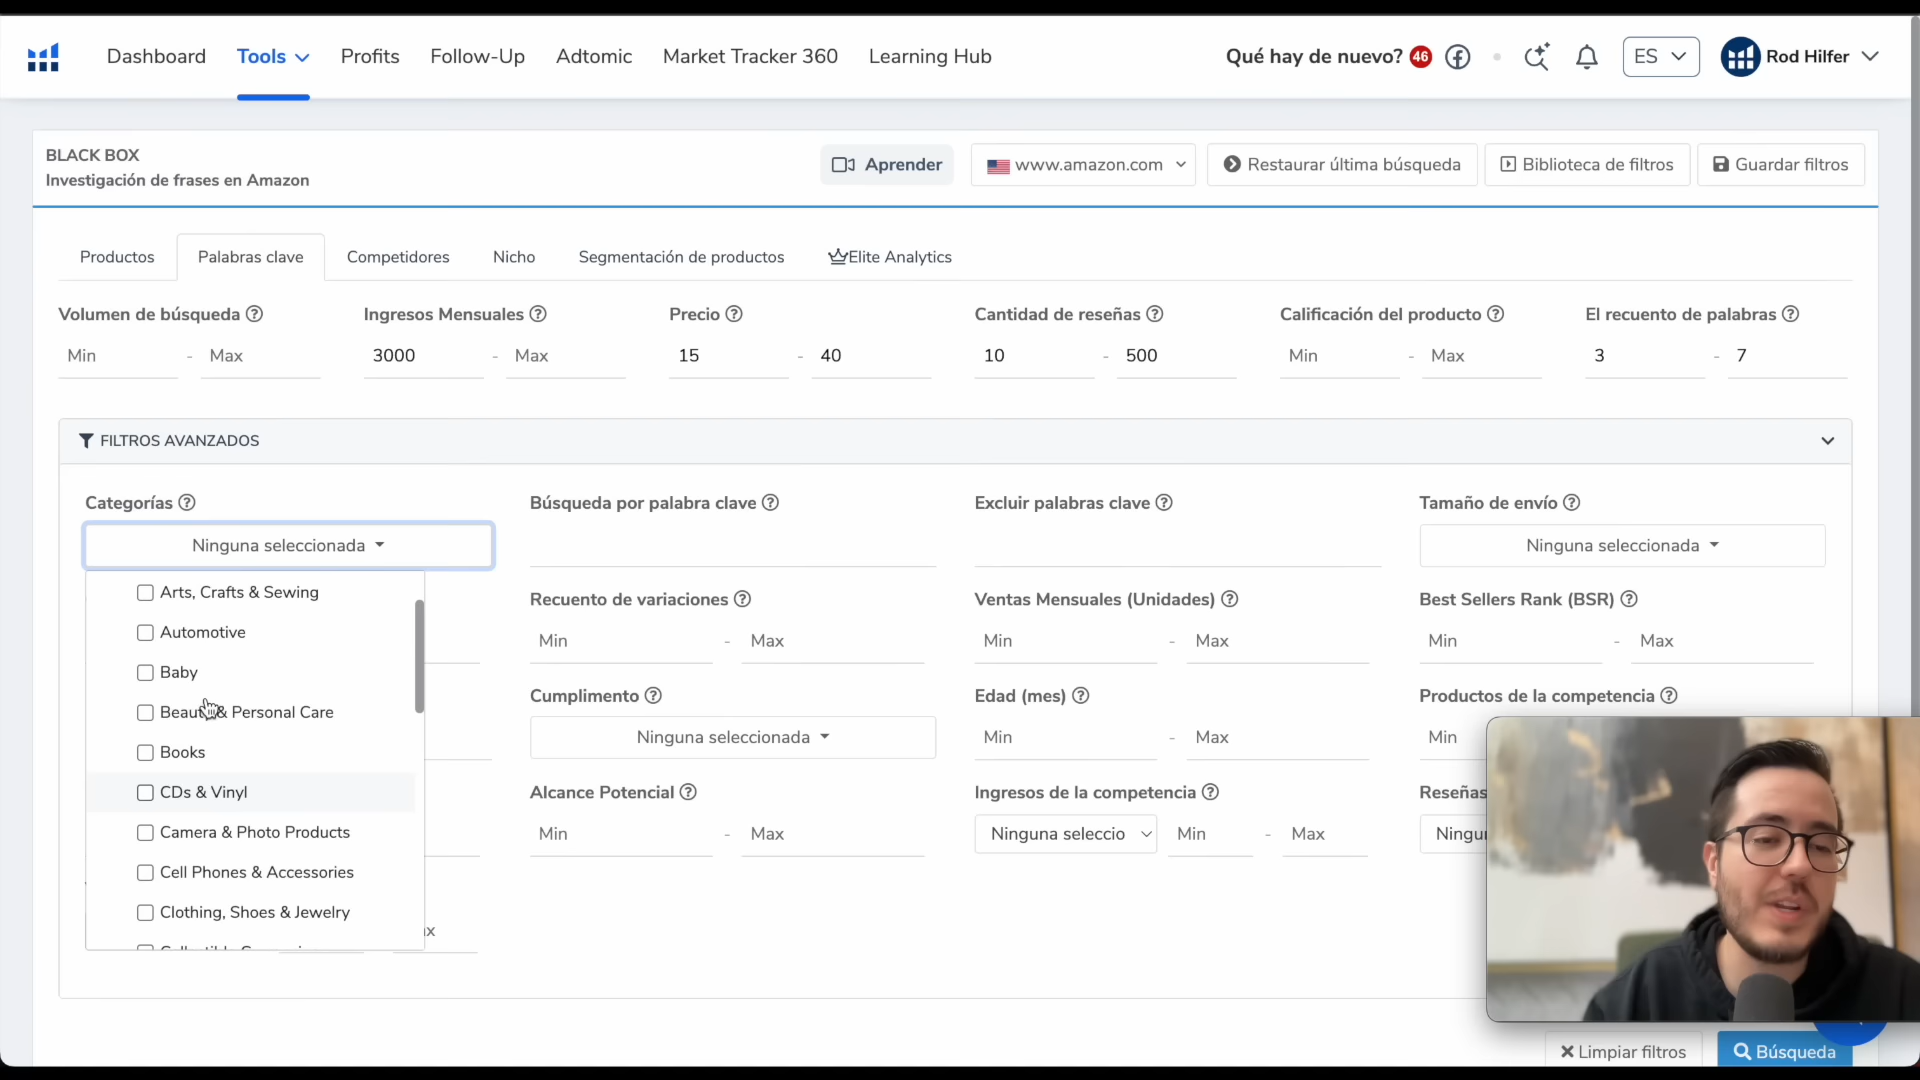 Dashboard Tools Profits Follow-Up Adtomic Market Tracker 360 Learning Hub Qué hay de nuevo? 46 ES Rod Hilfer
BLACK BOX
Investigación de frases en Amazon
Aprender www.amazon.com Restaurar última búsqueda Biblioteca de filtros Guardar filtros
Productos Palabras clave Competidores Nicho Segmentación de productos Elite Analytics
Volumen de búsqueda Ingresos Mensuales Precio Cantidad de reseñas Calificación del producto El recuento de palabras
Min - Max 3000 - Max 15 - 40 10 - 500 Min - Max 3 - 7
FILTROS AVANZADOS
Categorías Búsqueda por palabra clave Excluir palabras clave Tamaño de envío
Ninguna seleccionada Ninguna seleccionada
Arts, Crafts & Sewing Recuento de variaciones Ventas Mensuales (Unidades) Best Sellers Rank (BSR)
Automotive Min - Max Min - Max Min - Max
Baby Cumplimento Edad (mes) Productos de la competencia
Beauty & Personal Care Ninguna seleccionada Min - Max Min
Books
CDs & Vinyl Alcance Potencial Ingresos de la competencia Reseñas
Camera & Photo Products Min - Max Ninguna seleccio Min - Max Ningu
Cell Phones & Accessories
Clothing, Shoes & Jewelry
Limpiar filtros Búsqueda